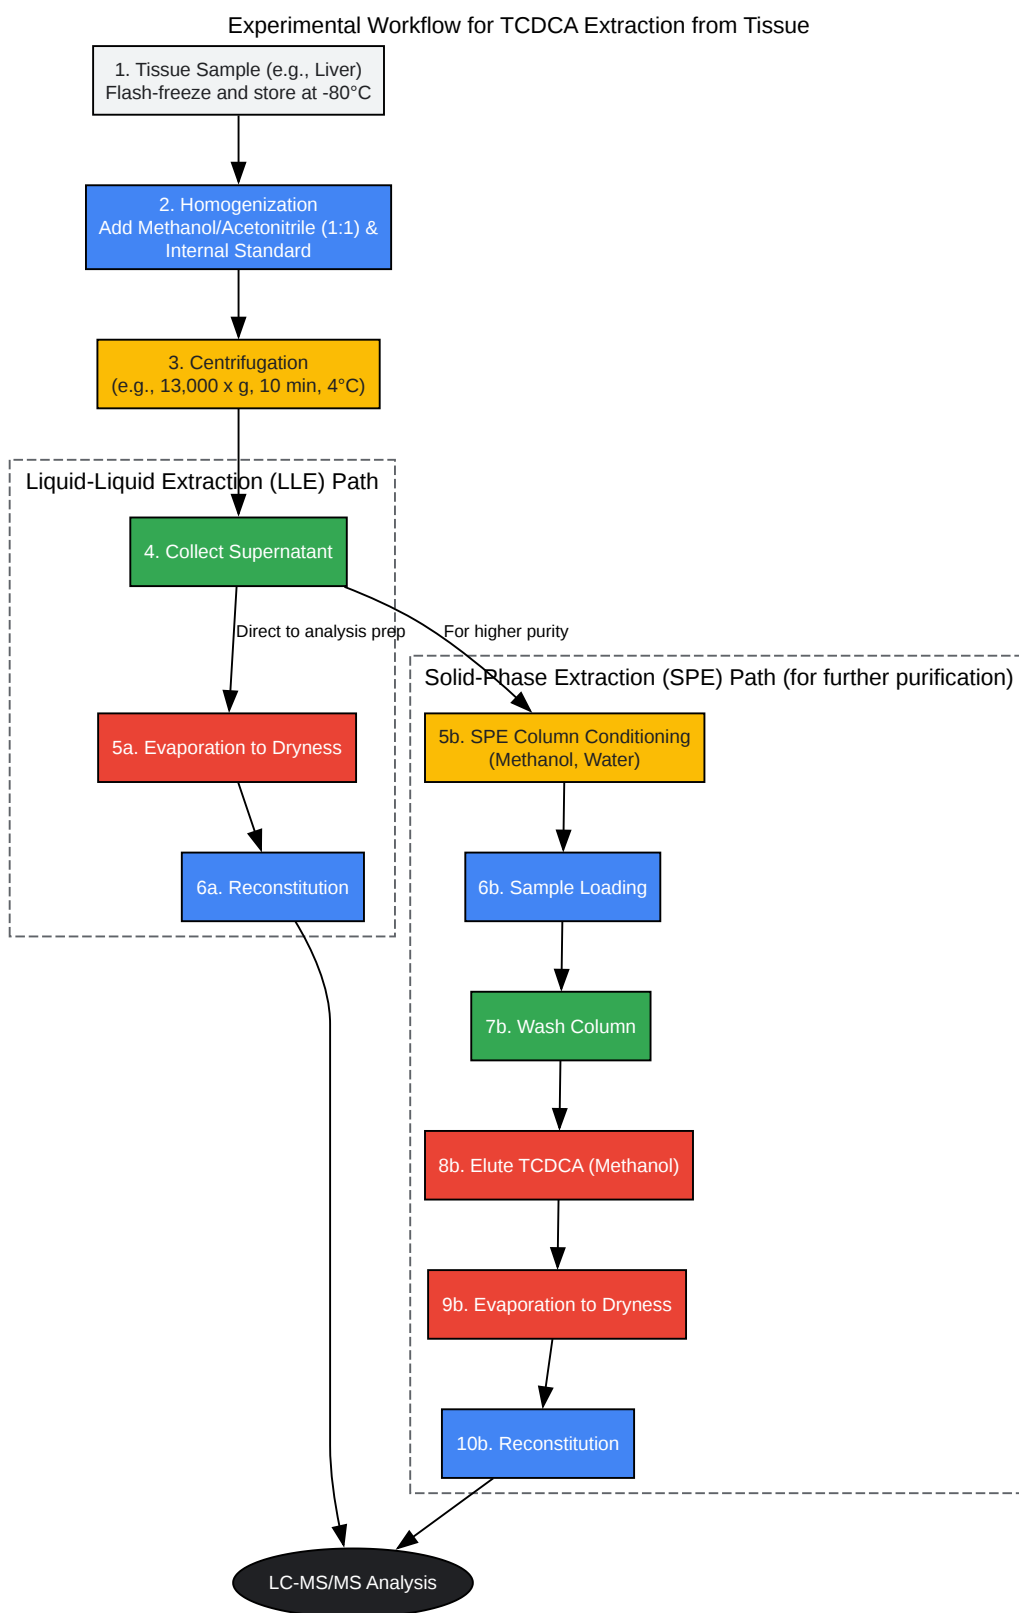 Experimental Workflow for TCDCA Extraction from Tissue
1. Tissue Sample (e.g., Liver)
Flash-freeze and store at -80°C
2. Homogenization
Add Methanol/Acetonitrile (1:1) &
Internal Standard
3. Centrifugation
(e.g., 13,000 x g, 10 min, 4°C)
Liquid-Liquid Extraction (LLE) Path
4. Collect Supernatant
Direct to analysis prep
For higher purity
Solid-Phase Extraction (SPE) Path (for further purification)
5a. Evaporation to Dryness
5b. SPE Column Conditioning
(Methanol, Water)
6a. Reconstitution
6b. Sample Loading
7b. Wash Column
8b. Elute TCDCA (Methanol)
9b. Evaporation to Dryness
10b. Reconstitution
LC-MS/MS Analysis